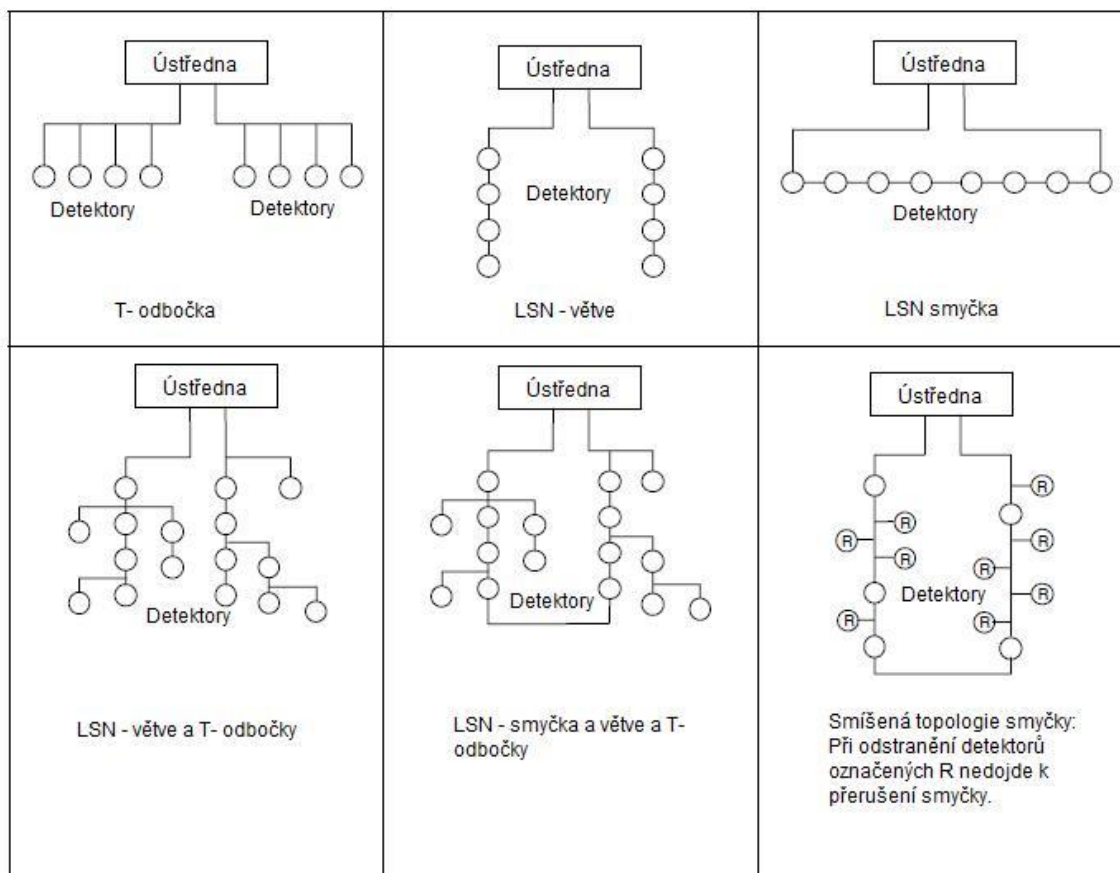 Ústředna
Detektory
Detektory
T- odbočka
Ústředna
Detektory
LSN - větve
Ústředna
Detektory
LSN smyčka
Ústředna
Detektory
LSN - větve a T- odbočky
Ústředna
Detektory
LSN - smyčka a větve a T-
odbočky
Ústředna
R
R
R
R
R
R
R
R
R
Detektory
Smíšená topologie smyčky:
Při odstranění detektorů
označených R nedojde k
přerušení smyčky.